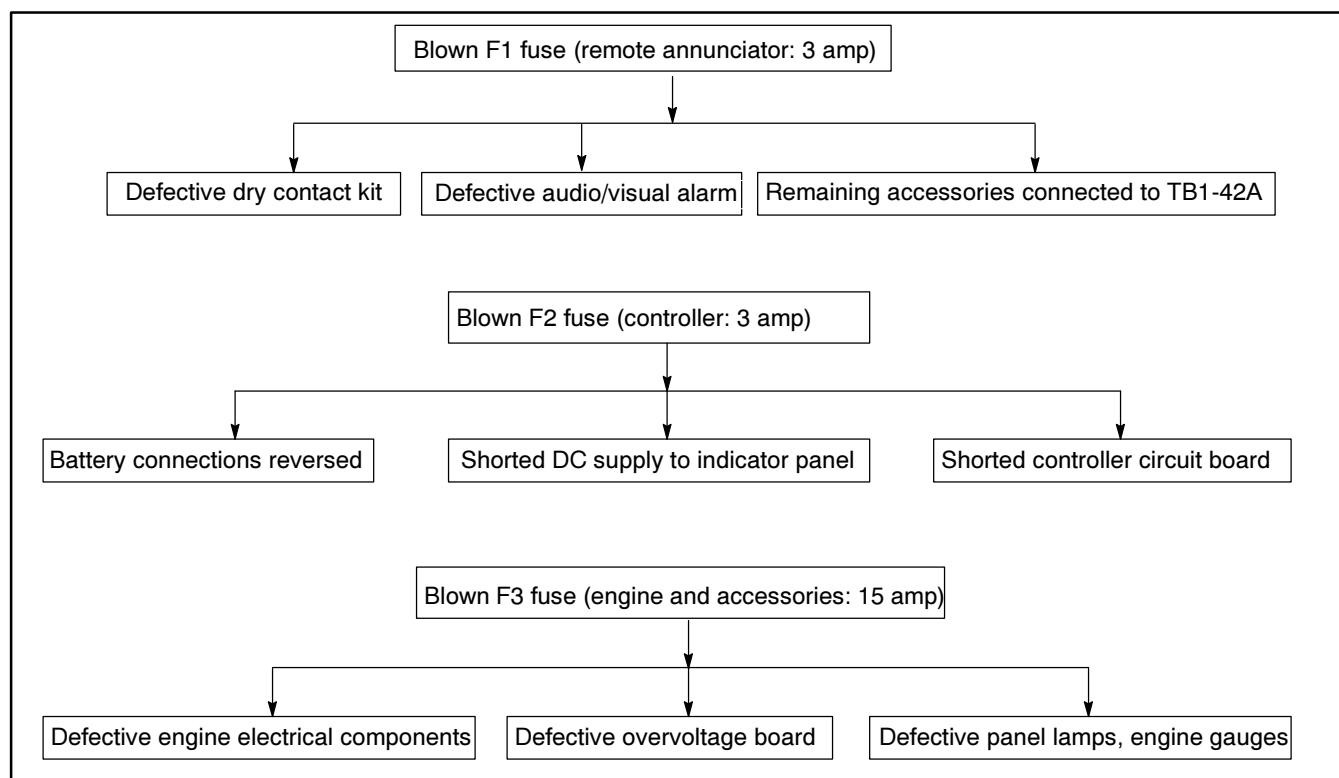 Blown F1 fuse (remote annunciator: 3 amp)
Defective dry contact kit
Defective audio/visual alarm
Remaining accessories connected to TB1-42A
Blown F2 fuse (controller: 3 amp)
Battery connections reversed
Shorted DC supply to indicator panel
Shorted controller circuit board
Blown F3 fuse (engine and accessories: 15 amp)
Defective engine electrical components
Defective overvoltage board
Defective panel lamps, engine gauges